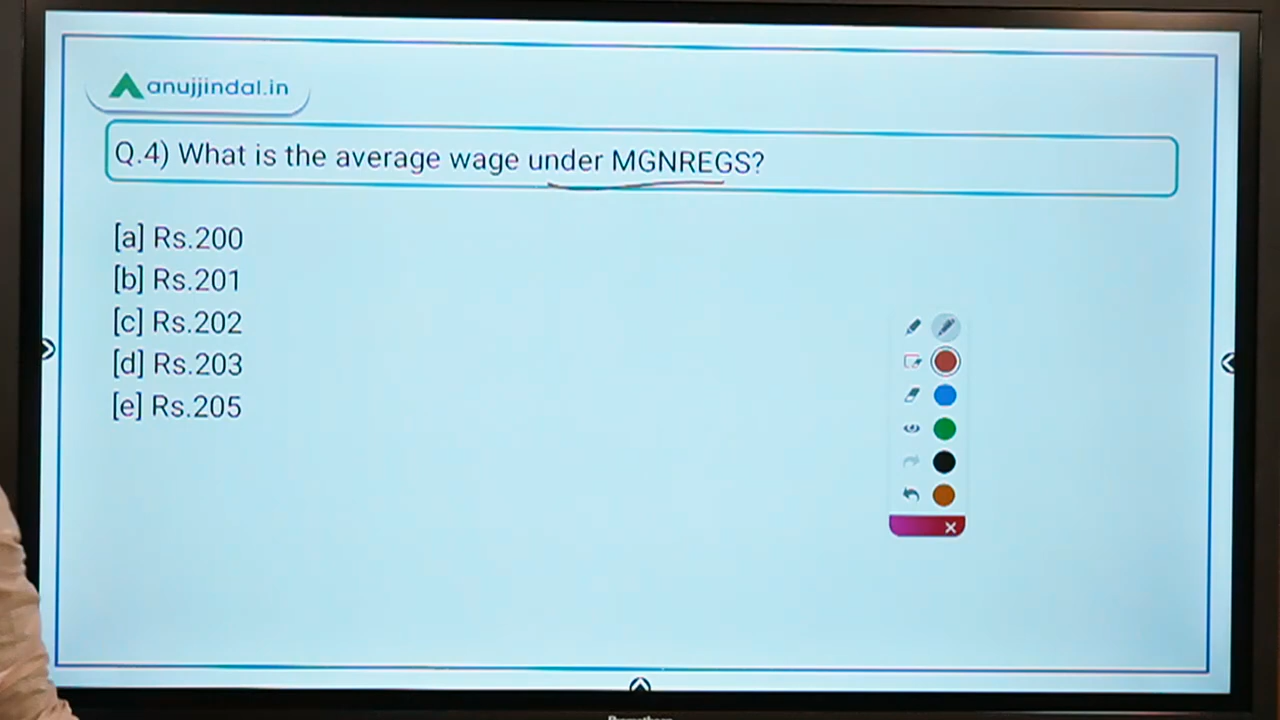 anujjindal.in
Q.4) What is the average wage under MGNREGS?
[a] Rs.200
[b] Rs.201
[c] Rs.202
[d] Rs.203
[e] Rs.205